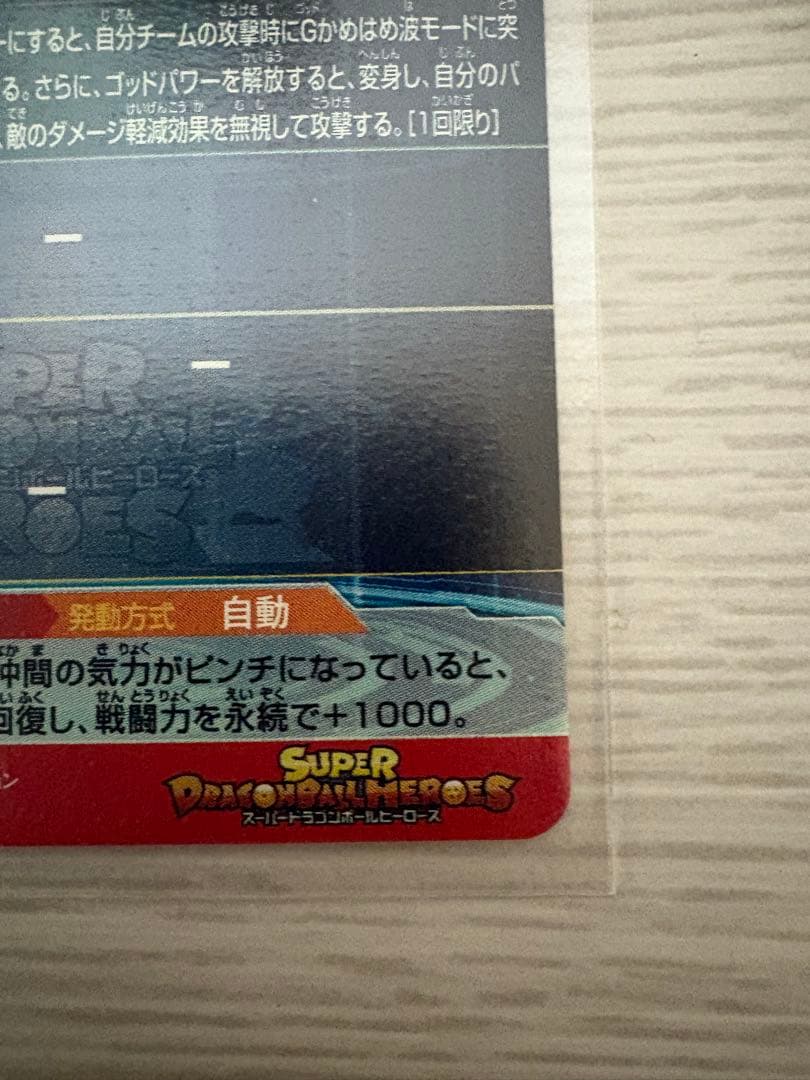 ーにすると、自分チームの攻撃時にGかめはめ波モードに突
る。さらに、ゴッドパワーを解放すると、変身し、自分のパ
敵のダメージ軽減効果を無視して攻撃する。[1回限り]
ー
ー
ー
発動方式 自動
仲間の気力がピンチになっていると、
回復し、戦闘力を永続で+1000。
SUPER
DRAGONBALL HEROES
スーパードラゴンボールヒーローズ